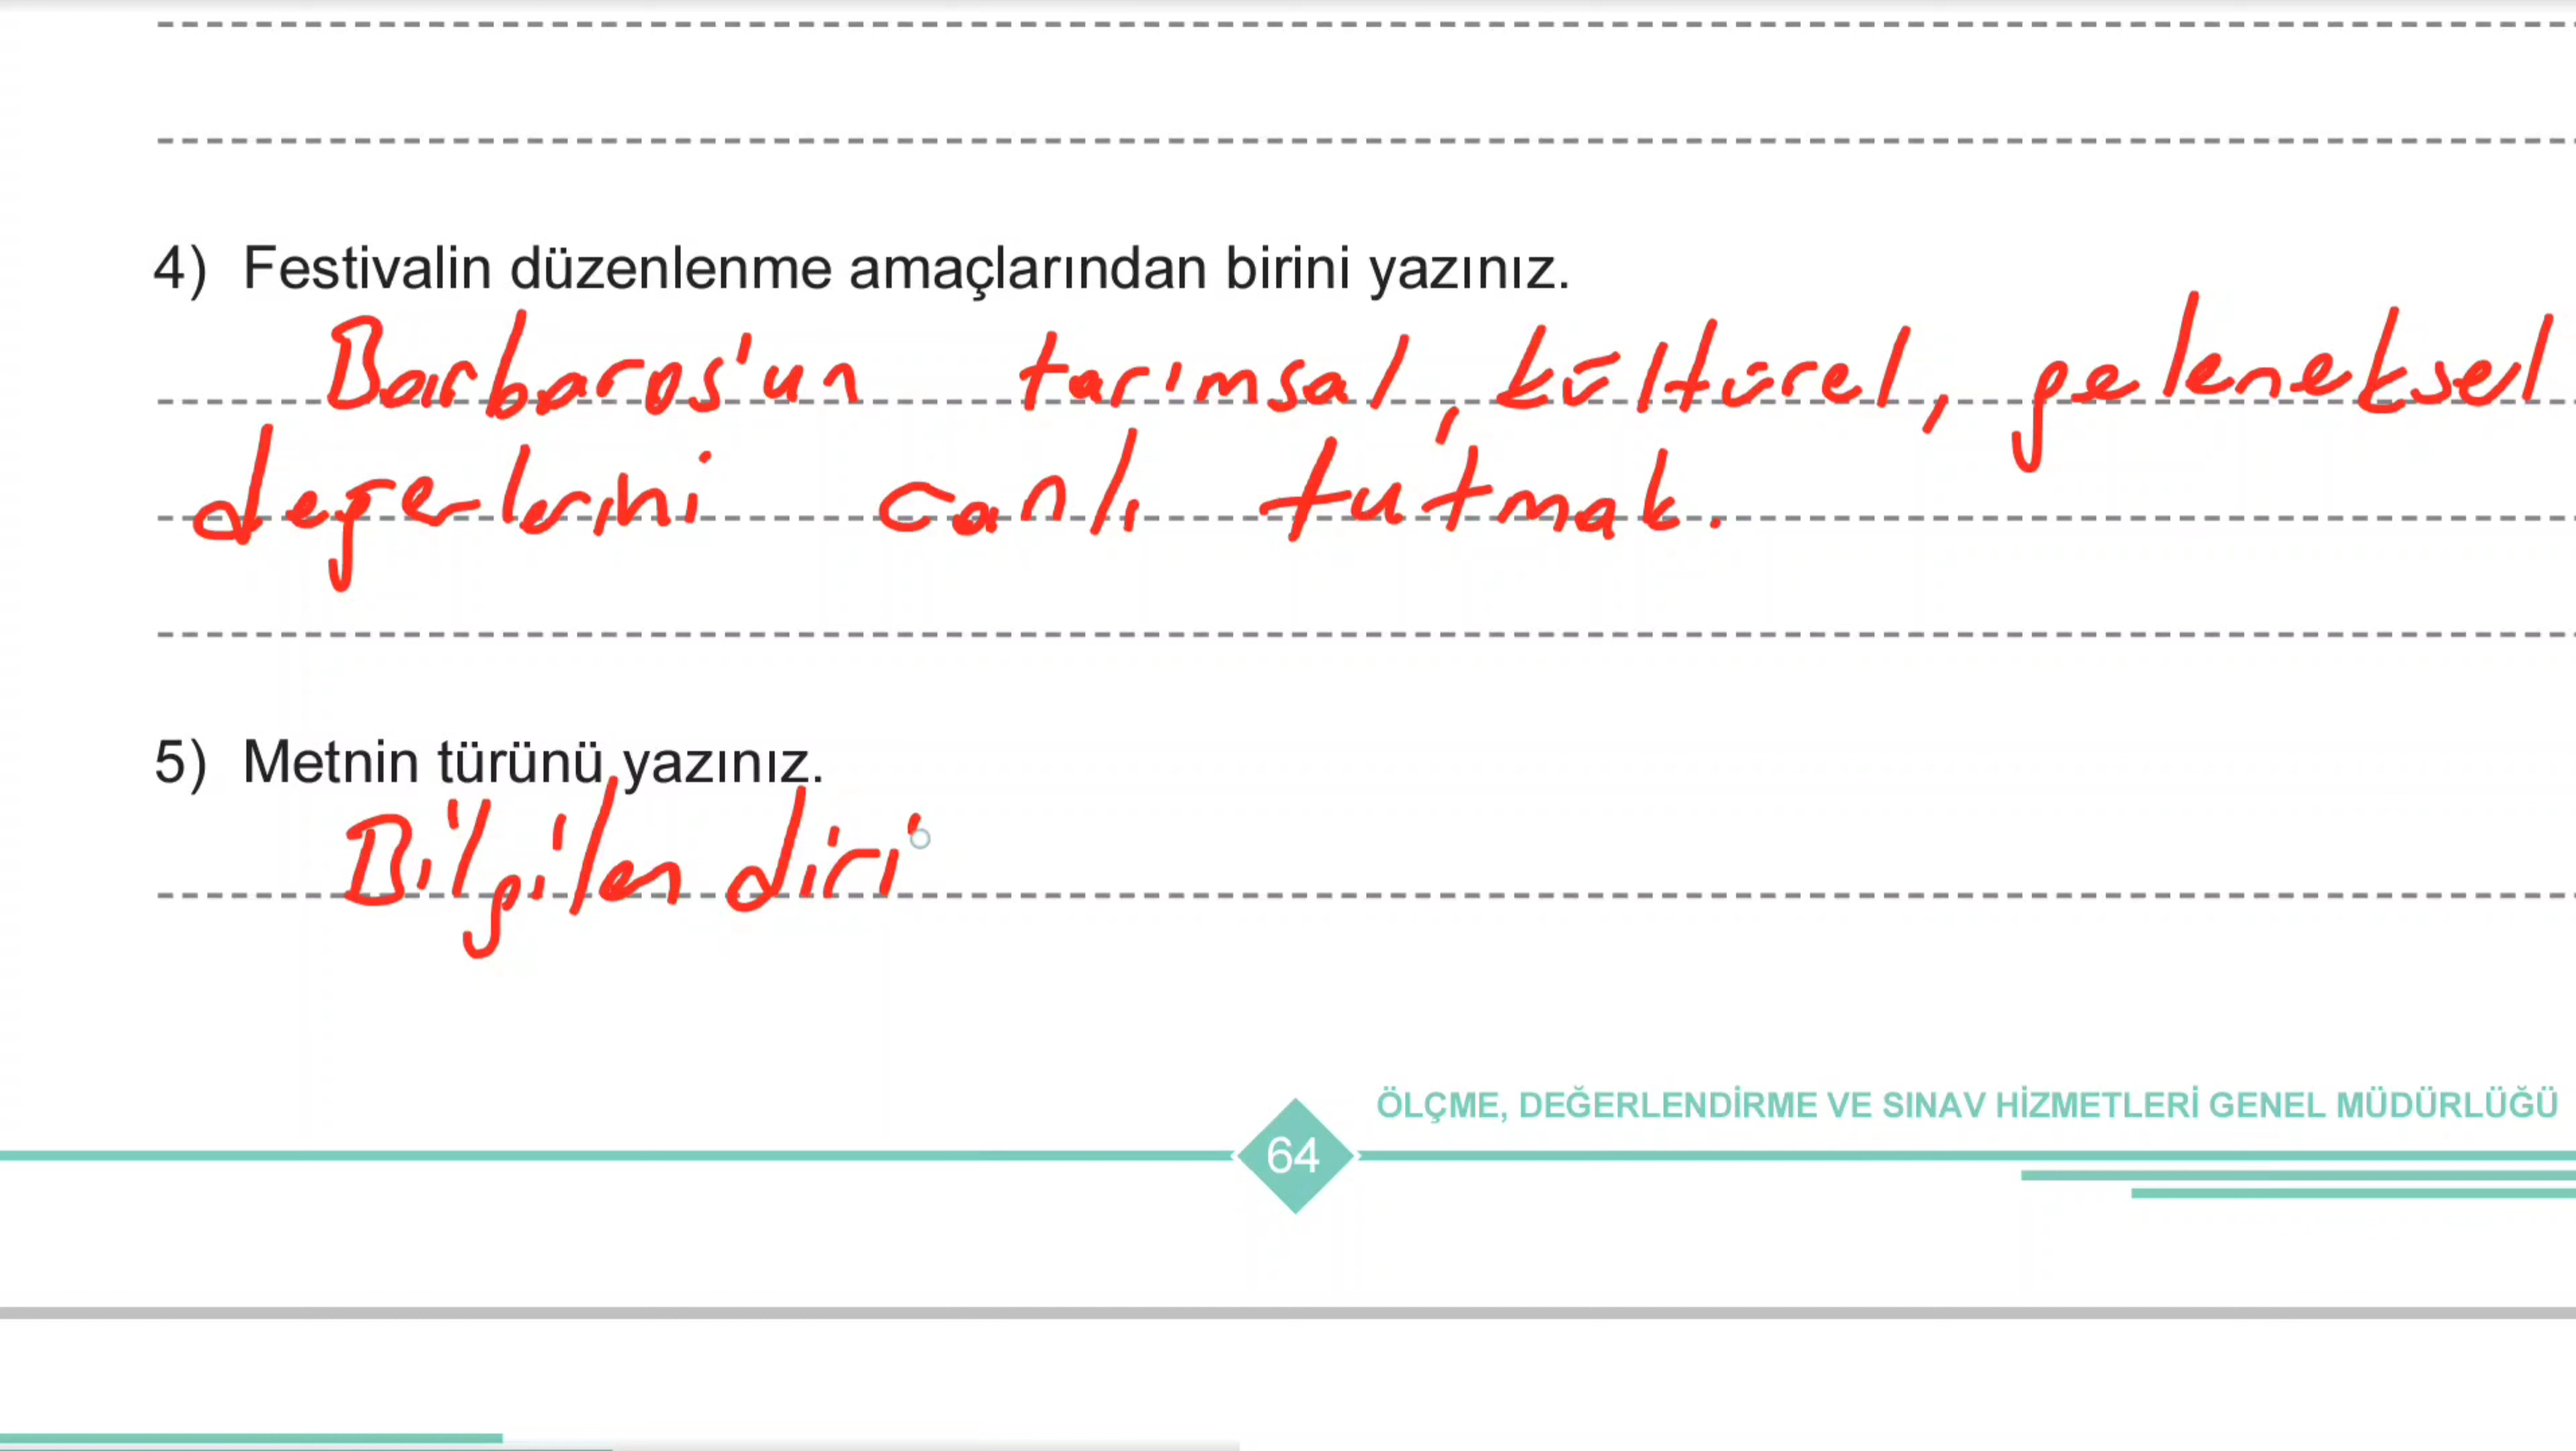 4) Festivalin düzenlenme amaçlarından birini yazınız.
Barbaros'un tarımsal, kültürel, geleneksel
değerlerini canlı tutmak.
5) Metnin türünü yazınız.
Bilgilendiri
ÖLÇME, DEĞERLENDİRME VE SINAV HİZMETLERİ GENEL MÜDÜRLÜĞÜ
64